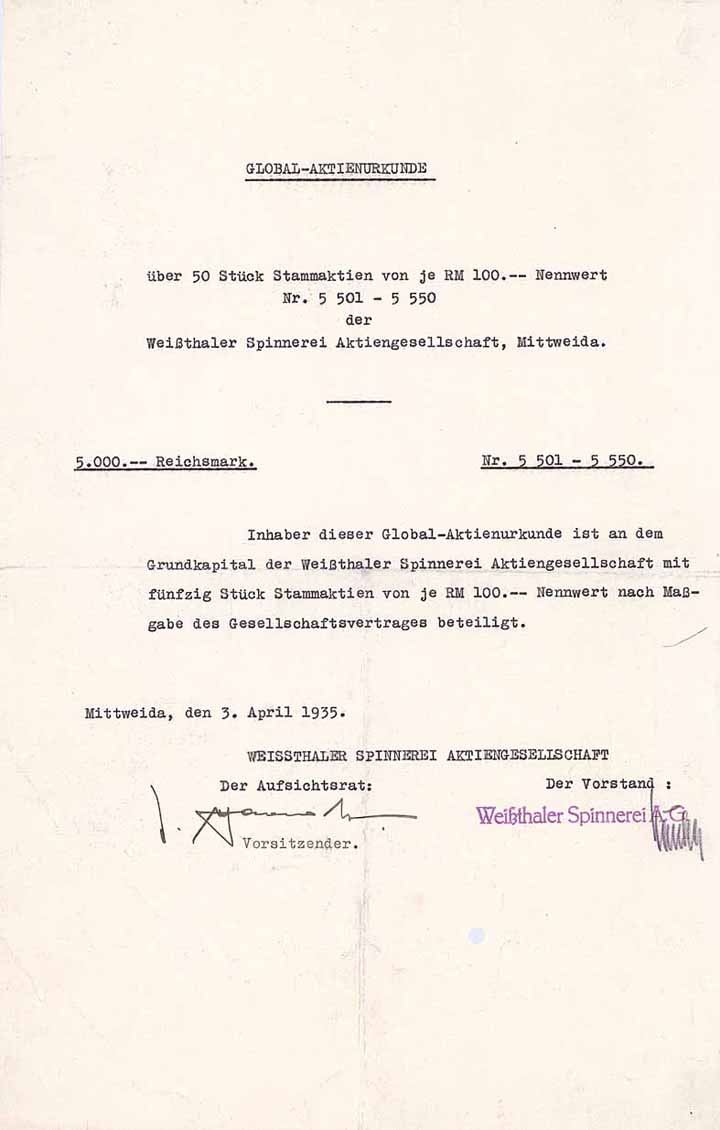 GLOBAL-AKTIENURKUNDE
über 50 Stück Stammaktien von je RM 100.-- Nennwert
Nr. 5 501 - 5 550
der
Weißthaler Spinnerei Aktiengesellschaft, Mittweida.
5.000.-- Reichsmark. Nr. 5 501 - 5 550.
Inhaber dieser Global-Aktienurkunde ist an dem
Grundkapital der Weißthaler Spinnerei Aktiengesellschaft mit
fünfzig Stück Stammaktien von je RM 100.-- Nennwert nach Maß-
gabe des Gesellschaftsvertrages beteiligt.
Mittweida, den 3. April 1935.
WEISSTHALER SPINNEREI AKTIENGESELLSCHAFT
Der Aufsichtsrat: Der Vorstand :
Weißthaler Spinnerei A-G
Vorsitzender.